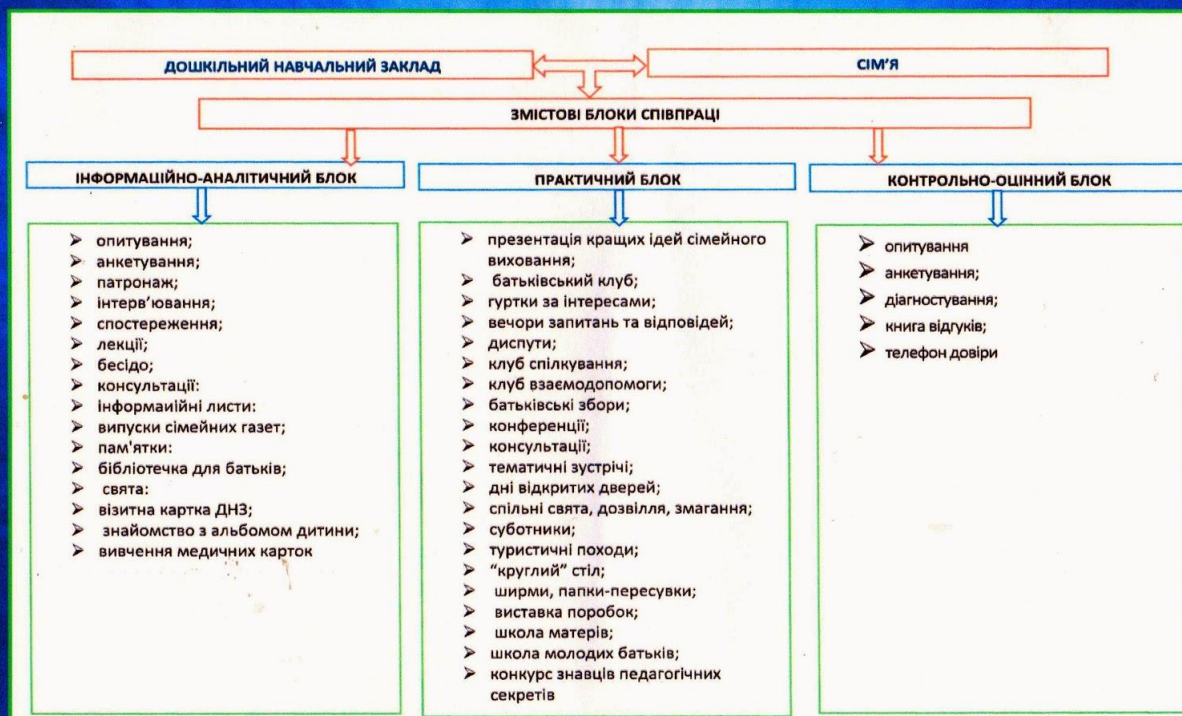 ДОШКІЛЬНИЙ НАВЧАЛЬНИЙ ЗАКЛАД
СІМ’Я
ЗМІСТОВІ БЛОКИ СПІВПРАЦІ
ІНФОРМАЦІЙНО-АНАЛІТИЧНИЙ БЛОК
➢ опитування;
➢ анкетування;
➢ патронаж;
➢ інтерв’ювання;
➢ спостереження;
➢ лекції;
➢ бесідо;
➢ консультації:
➢ інформаиійні листи:
➢ випуски сімейних газет;
➢ пам'ятки:
➢ бібліотечка для батьків;
➢ свята:
➢ візитна картка ДНЗ;
➢ знайомство з альбомом дитини;
➢ вивчення медичних карток
ПРАКТИЧНИЙ БЛОК
➢ презентація кращих ідей сімейного
виховання;
➢ батьківський клуб;
➢ гуртки за інтересами;
➢ вечори запитань та відповідей;
➢ диспути;
➢ клуб спілкування;
➢ клуб взаємодопомоги;
➢ батьківські збори;
➢ конференції;
➢ консультації;
➢ тематичні зустрічі;
➢ дні відкритих дверей;
➢ спільні свята, дозвілля, змагання;
➢ суботники;
➢ туристичні походи;
➢ “круглий” стіл;
➢ ширми, папки-пересувки;
➢ виставка поробок;
➢ школа матерів;
➢ школа молодих батьків;
➢ конкурс знавців педагогічних
секретів
КОНТРОЛЬНО-ОЦІННИЙ БЛОК
➢ опитування
➢ анкетування;
➢ діагностування;
➢ книга відгуків;
➢ телефон довіри